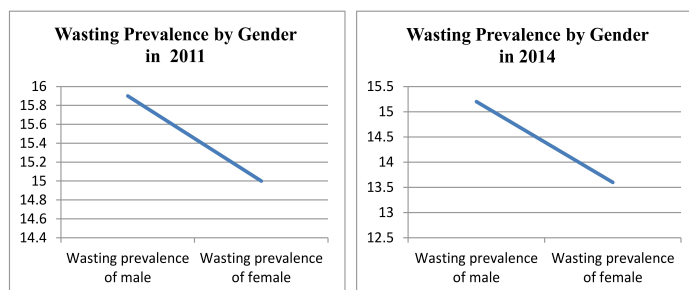 Wasting Prevalence by Gender
in 2011
16
15.8
15.6
15.4
15.2
15
14.8
14.6
14.4
Wasting prevalence
of male
Wasting prevalence
of female
Wasting Prevalence by Gender
in 2014
15.5
15
14.5
14
13.5
13
12.5
Wasting prevalence
of male
Wasting prevalence
of female